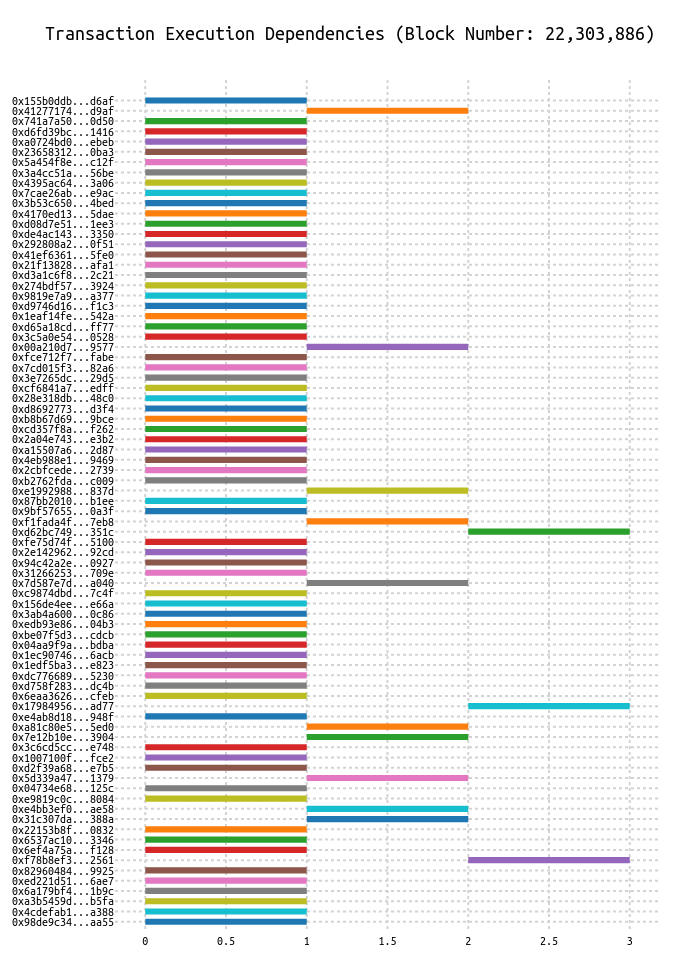 Transaction Execution Dependencies (Block Number: 22,303,886)
0x155b0ddb...d6af
0x41277174...d9af
0x741a7a50...0d50
0xd6fd39bc...1416
0xa0724bd0...ebeb
0x23658312...0ba3
0x5a454f8e...c12f
0x3a4cc51a...56be
0x4395ac64...3a06
0x7cae26ab...e9ac
0x3b53c650...4bed
0x4170ed13...5dae
0xd08d7e51...1ee3
0xde4ac143...3350
0x292808a2...0f51
0x41ef6361...5fe0
0x21f13828...afa1
0xd3a1c6f8...2c21
0x274bdf57...3924
0x9819e7a9...a377
0xd9746d16...f1c3
0x1eaf14fe...542a
0xd65a18cd...ff77
0x3c5a0e54...0528
0x00a210d7...9577
0xfce712f7...fabe
0x7cd015f3...82a6
0x3e7265dc...29d5
0xcf6841a7...edff
0x28e318db...48c0
0xd8692773...d3f4
0xb8b67d69...9bce
0xcd357f8a...f262
0x2a04e743...e3b2
0xa15507a6...2d87
0x4eb988e1...9469
0x2cbfcede...2739
0xb2762fda...c009
0xe1992988...837d
0x87bb2010...b1ee
0x9bf57655...0a3f
0xf1fada4f...7eb8
0xd62bc749...351c
0xfe75d74f...5100
0x2e142962...92cd
0x94c42a2e...0927
0x31266253...709e
0x7d587e7d...a040
0xc9874dbd...7c4f
0x156de4ee...e66a
0x3ab4a600...0c86
0xedb93e86...04b3
0xbe07f5d3...cdcb
0x04aa9f9a...bdba
0x1ec90746...6acb
0x1edf5ba3...e823
0xdc776689...5230
0xd758f283...dc4b
0x6eaa3626...cfeb
0x17984956...ad77
0xe4ab8d18...948f
0xa81c80e5...5ed0
0x7e12b10e...3904
0x3c6cd5cc...e748
0x1007100f...fce2
0xd2f39a68...e7b5
0x5d339a47...1379
0x04734e68...125c
0xe9819c0c...8084
0xe4bb3ef0...ae58
0x31c307da...388a
0x22153b8f...0832
0x6537ac10...3346
0x6ef4a75a...f128
0xf78b8ef3...2561
0x82960484...9925
0xed221d51...6ae7
0x6a179bf4...1b9c
0xa3b5459d...b5fa
0x4cdefab1...a388
0x98de9c34...aa55
0 0.5 1 1.5 2 2.5 3